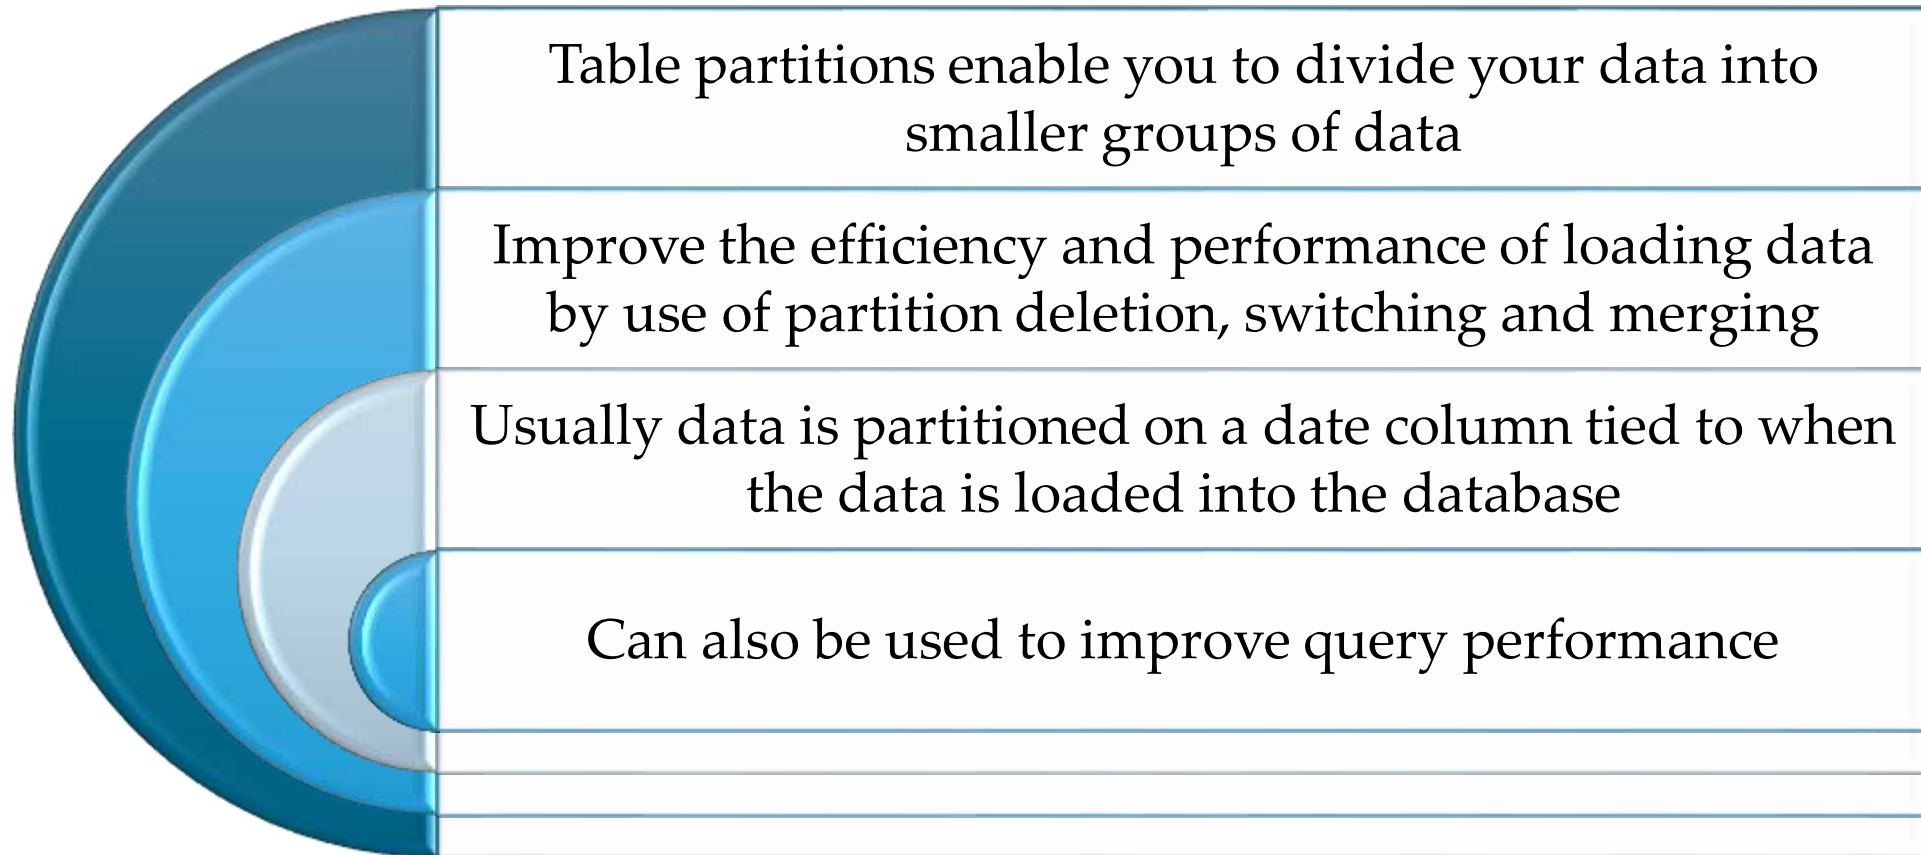 Table partitions enable you to divide your data into
smaller groups of data
Improve the efficiency and performance of loading data
by use of partition deletion, switching and merging
Usually data is partitioned on a date column tied to when
the data is loaded into the database
Can also be used to improve query performance